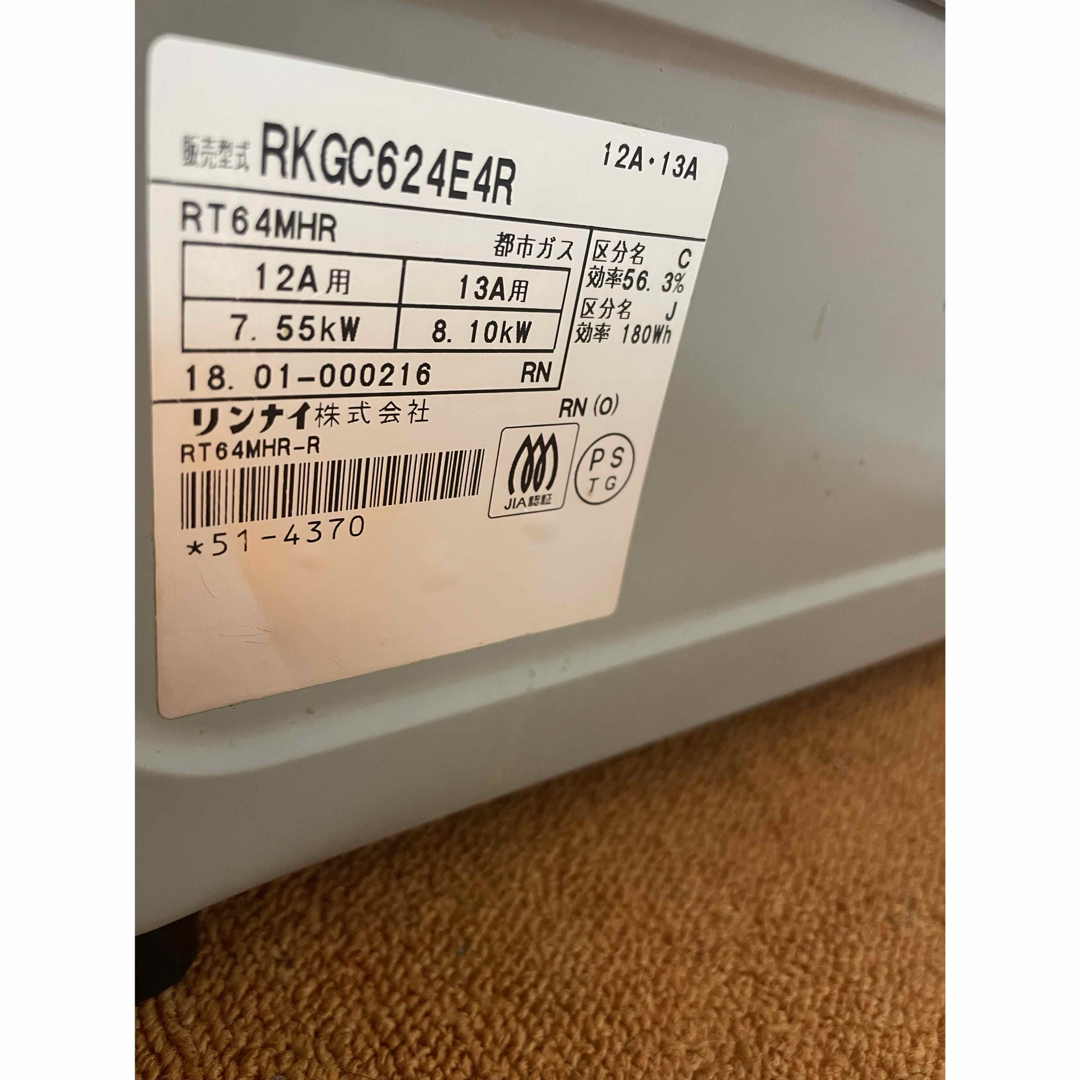 販売型式 RKGC624E4R 12A・13A
RT64MHR 都市ガス
12A用 13A用
7.55kW 8.10kW
区分名 C
効率56.3%
区分名 J
効率 180Wh
18.01-000216 RN
リンナイ株式会社 RN(O)
RT64MHR-R
JIA認証
PS
TG
*51-4370